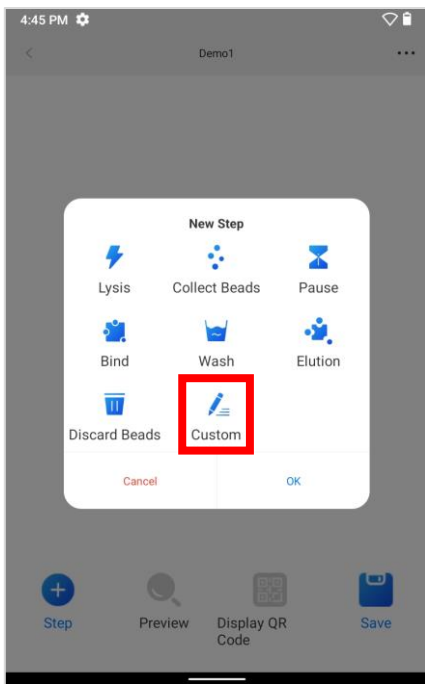 4:45 PM
Demo1
New Step
Lysis Collect Beads Pause
Bind Wash Elution
Discard Beads Custom
Cancel OK
Step Preview Display QR Save
Code